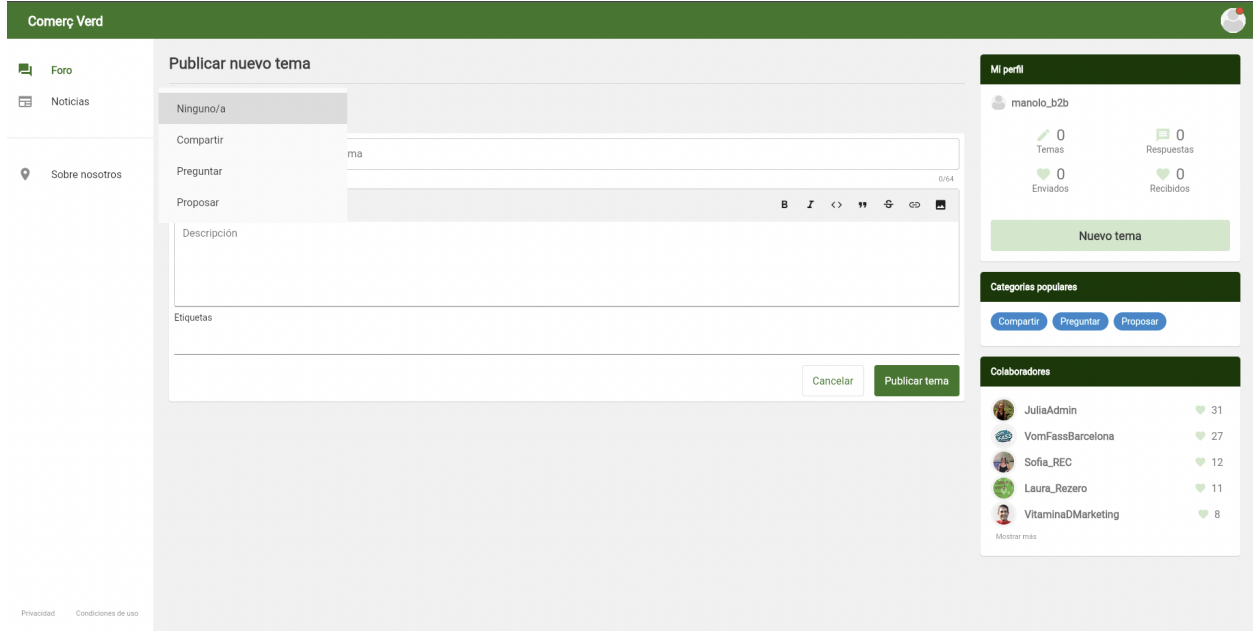 Comerç Verd
Foro
Noticias
Sobre nosotros
Privacidad Condiciones de uso
Publicar nuevo tema
Ninguno/a
Compartir
Preguntar
Proposar
ma
0/64
B I <> "
Descripción
Etiquetas
Cancelar Publicar tema
Mi perfil
manolo_b2b
0 0
Temas Respuestas
0 0
Enviados Recibidos
Nuevo tema
Categorias populares
Compartir Preguntar Proposar
Colaboradores
JuliaAdmin 31
VomFassBarcelona 27
Sofia_REC 12
Laura_Rezero 11
VitaminaDMarketing 8
Mostrar más